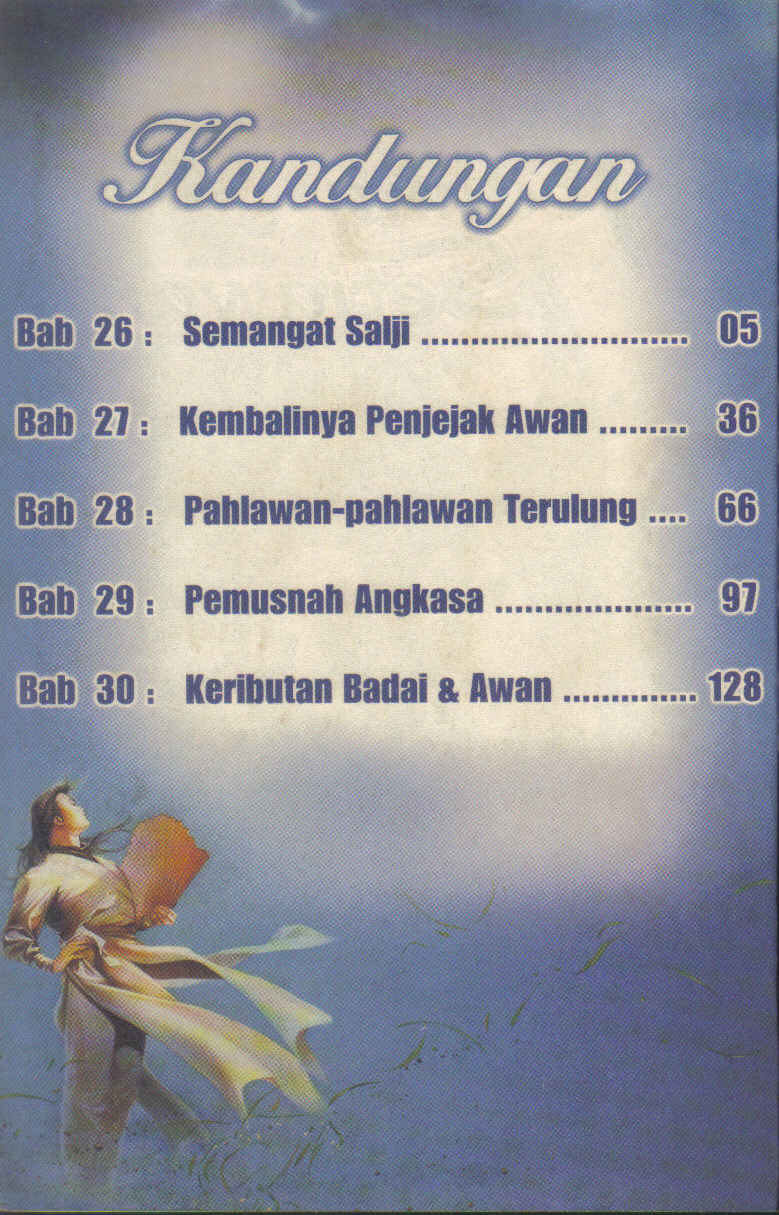 Kandungan
Bab 26 : Semangat Salji ........................... 05
Bab 27 : Kembalinya Penjejak Awan ......... 36
Bab 28 : Pahlawan-pahlawan Terulung .... 66
Bab 29 : Pemusnah Angkasa .................... 97
Bab 30 : Keributan Badai & Awan .............. 128